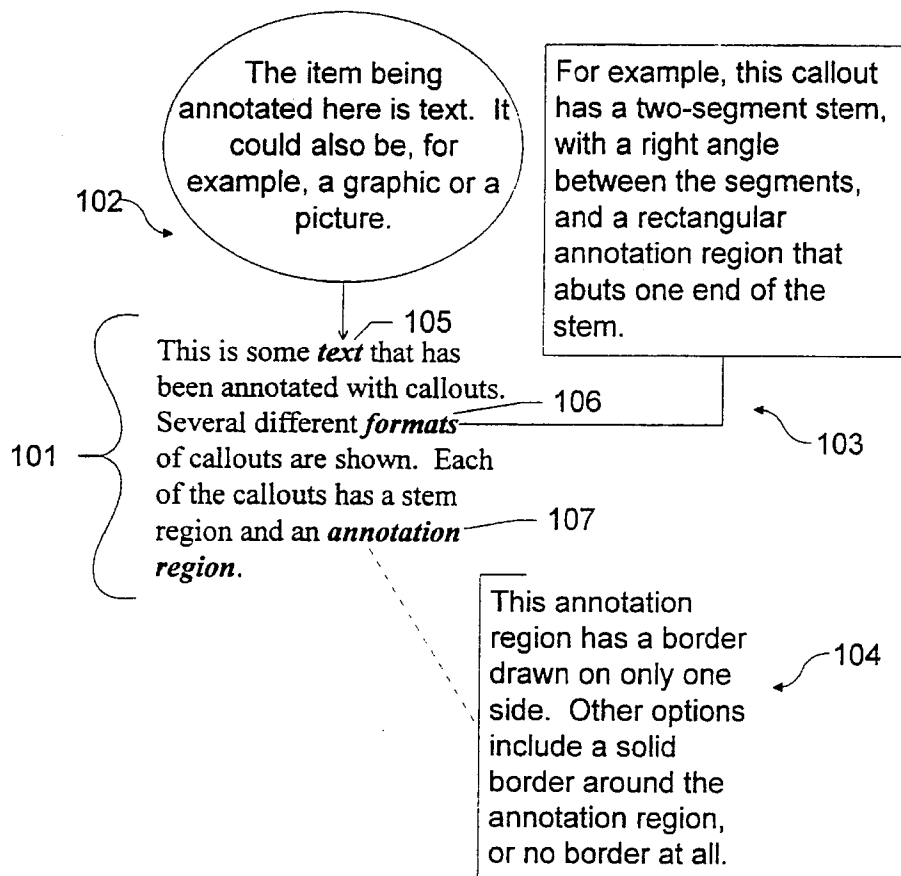 The item being
annotated here is text. It
could also be, for
example, a graphic or a
picture.
For example, this callout
has a two-segment stem,
with a right angle
between the segments,
and a rectangular
annotation region that
abuts one end of the
stem.
102
105
This is some text that has
been annotated with callouts.
106
Several different formats
103
101
of callouts are shown. Each
of the callouts has a stem
107
region and an annotation
region.
This annotation
region has a border
drawn on only one
side. Other options
include a solid
border around the
annotation region,
or no border at all.
104